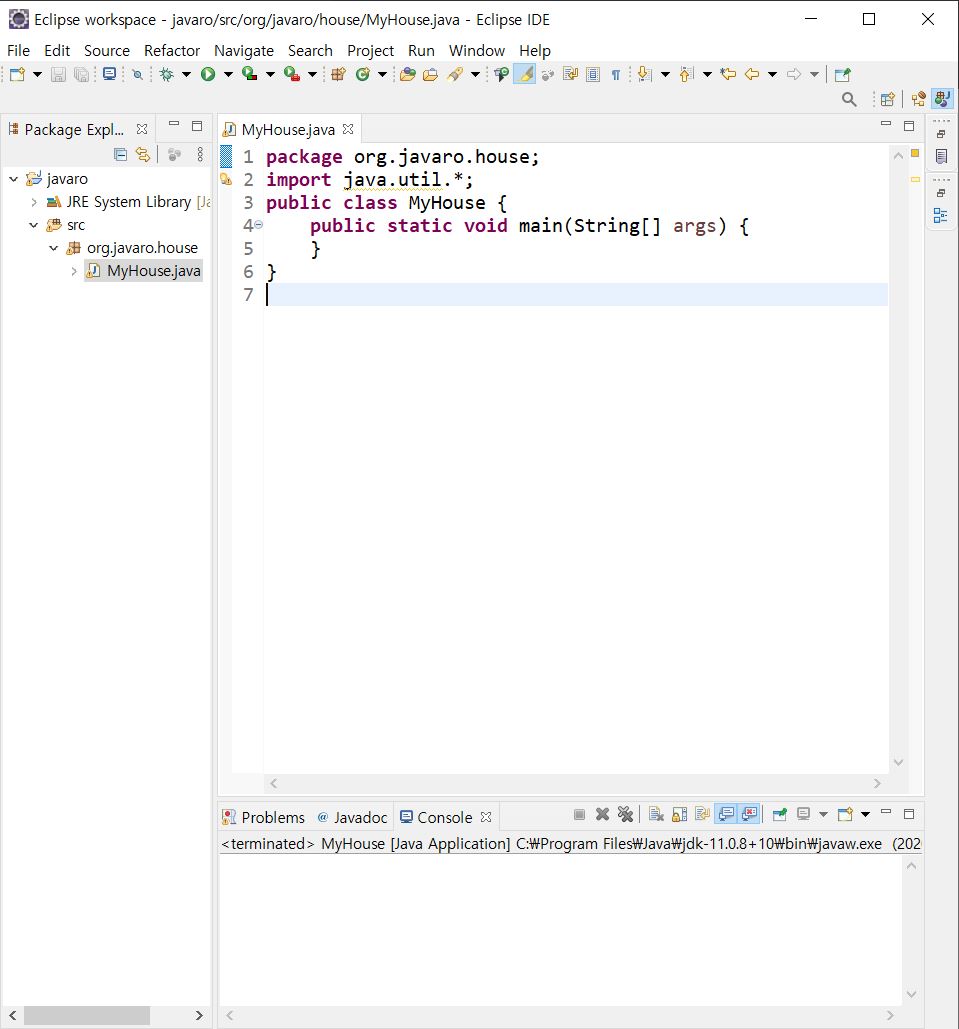 Eclipse workspace - javaro/src/org/javaro/house/MyHouse.java - Eclipse IDE
File Edit Source Refactor Navigate Search Project Run Window Help
Package Expl...
javaro
JRE System Library [Ja
src
org.javaro.house
MyHouse.java
MyHouse.java
1 package org.javaro.house;
2 import java.util.*;
3 public class MyHouse {
4 public static void main(String[] args) {
5 }
6 }
7
Problems @ Javadoc Console
<terminated> MyHouse [Java Application] C:₩Program Files₩Java₩jdk-11.0.8+10₩bin₩javaw.exe (202